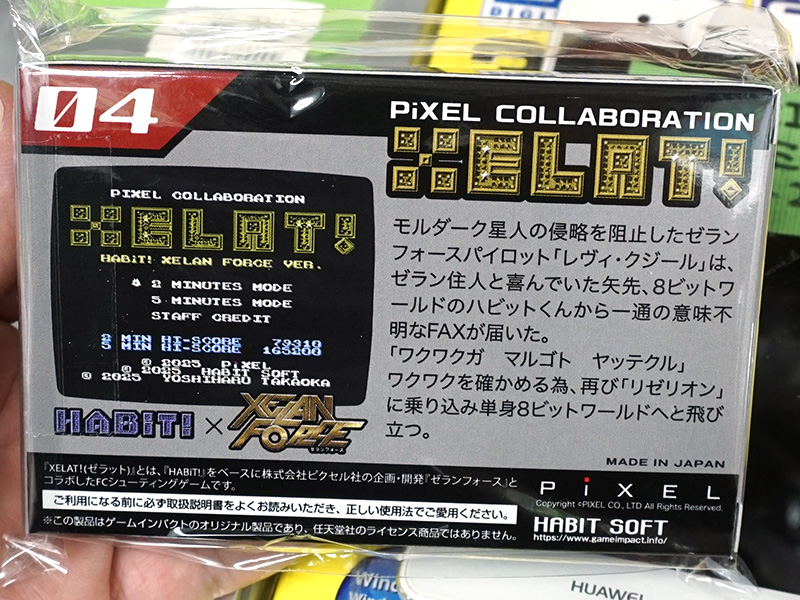 DIGI
04
PiXEL COLLABORATION
XELAT!
PIXEL COLLABORATION
XELAT!
HABiT! XELAN FORCE VER.
2 MINUTES MODE
5 MINUTES MODE
STAFF CREDIT
2 MIN HI-SCORE 79310
5 MIN HI-SCORE 165200
© 2025 PiXEL
© 2025 HABIT SOFT
© 2025 YOSHIHARU TAKAOKA
HABiT! × XELAN FORCE
ゼランフォース
モルダーク星人の侵略を阻止したゼラン
フォースパイロット「レヴィ・クジール」は、
ゼラン住人と喜んでいた矢先、8ビットワ
ールドのハビットくんから一通の意味不
明なFAXが届いた。
「ワクワクガ マルゴト ヤッテクル」
ワクワクを確かめる為、再び「リゼリオン」
に乗り込み単身8ビットワールドへと飛び
立つ。
MADE IN JAPAN
『XELAT!(ゼラット)』とは、『HABiT!』をベースに株式会社ピクセル社の企画・開発『ゼランフォース』と
コラボしたFCシューティングゲームです。
ご利用になる前に必ず取扱説明書をよくお読みいただき、正しい使用法でご愛用ください。
※この製品はゲームインパクトのオリジナル製品であり、任天堂社のライセンス商品ではありません。
PiXEL
Copyright ©PIXEL CO., LTD All Rights Reserved.
HABIT SOFT
https://www.gameimpact.info/
HUAWEI